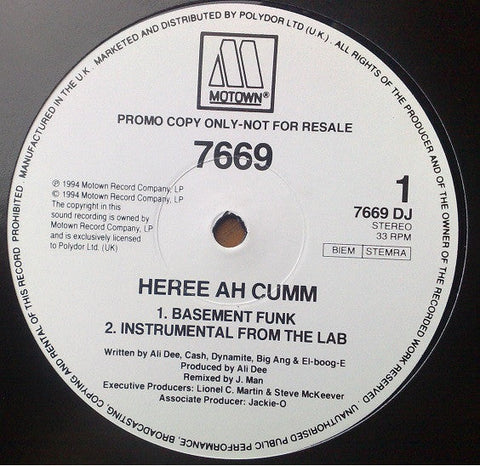 MANUFACTURED IN THE U.K. MARKETED AND DISTRIBUTED BY POLYDOR LTD (U.K.) · ALL RIGHTS OF THE PRODUCER AND OF THE OWNER OF THE RECORDED WORK RESERVED · UNAUTHORISED PUBLIC PERFORMANCE, BROADCASTING, COPYING AND RENTAL OF THIS RECORD PROHIBITED ·
M
MOTOWN®
PROMO COPY ONLY-NOT FOR RESALE
7669
℗ 1994 Motown Record Company, LP
© 1994 Motown Record Company, LP
The copyright in this
sound recording is owned by
Motown Record Company, LP
and is exclusively licensed
to Polydor Ltd. (UK)
1
7669 DJ
STEREO
33 RPM
BIEM STEMRA
HEREE AH CUMM
1. BASEMENT FUNK
2. INSTRUMENTAL FROM THE LAB
Written by Ali Dee, Cash, Dynamite, Big Ang & El-boog-E
Produced by Ali Dee
Remixed by J. Man
Executive Producers: Lionel C. Martin & Steve McKeever
Associate Producer: Jackie-O